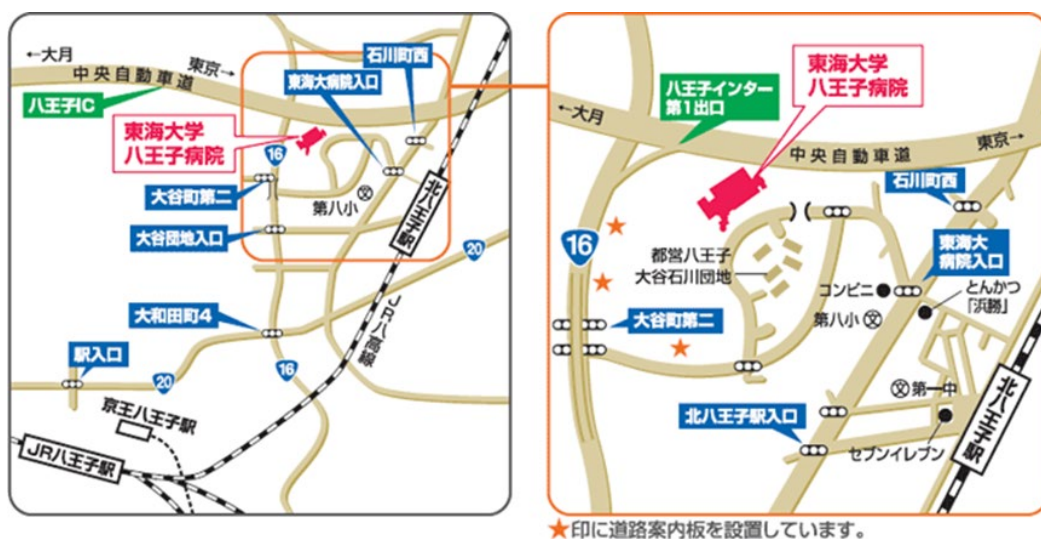 ←大月
中央自動車道
東京→
八王子IC
石川町西
東海大病院入口
東海大学
八王子病院
16
大谷町第二
文
第八小
北八王子駅
大谷団地入口
20
大和田町4
JR八高線
駅入口
20
16
京王八王子駅
JR八王子駅
東海大学
八王子病院
八王子インター
第1出口
←大月
東京→
中央自動車道
石川町西
16
都営八王子
大谷石川団地
東海大
病院入口
コンビニ
とんかつ
「浜勝」
大谷町第二
第八小文
文第一中
北八王子駅入口
北八王子駅
セブンイレブン
★印に道路案内板を設置しています。